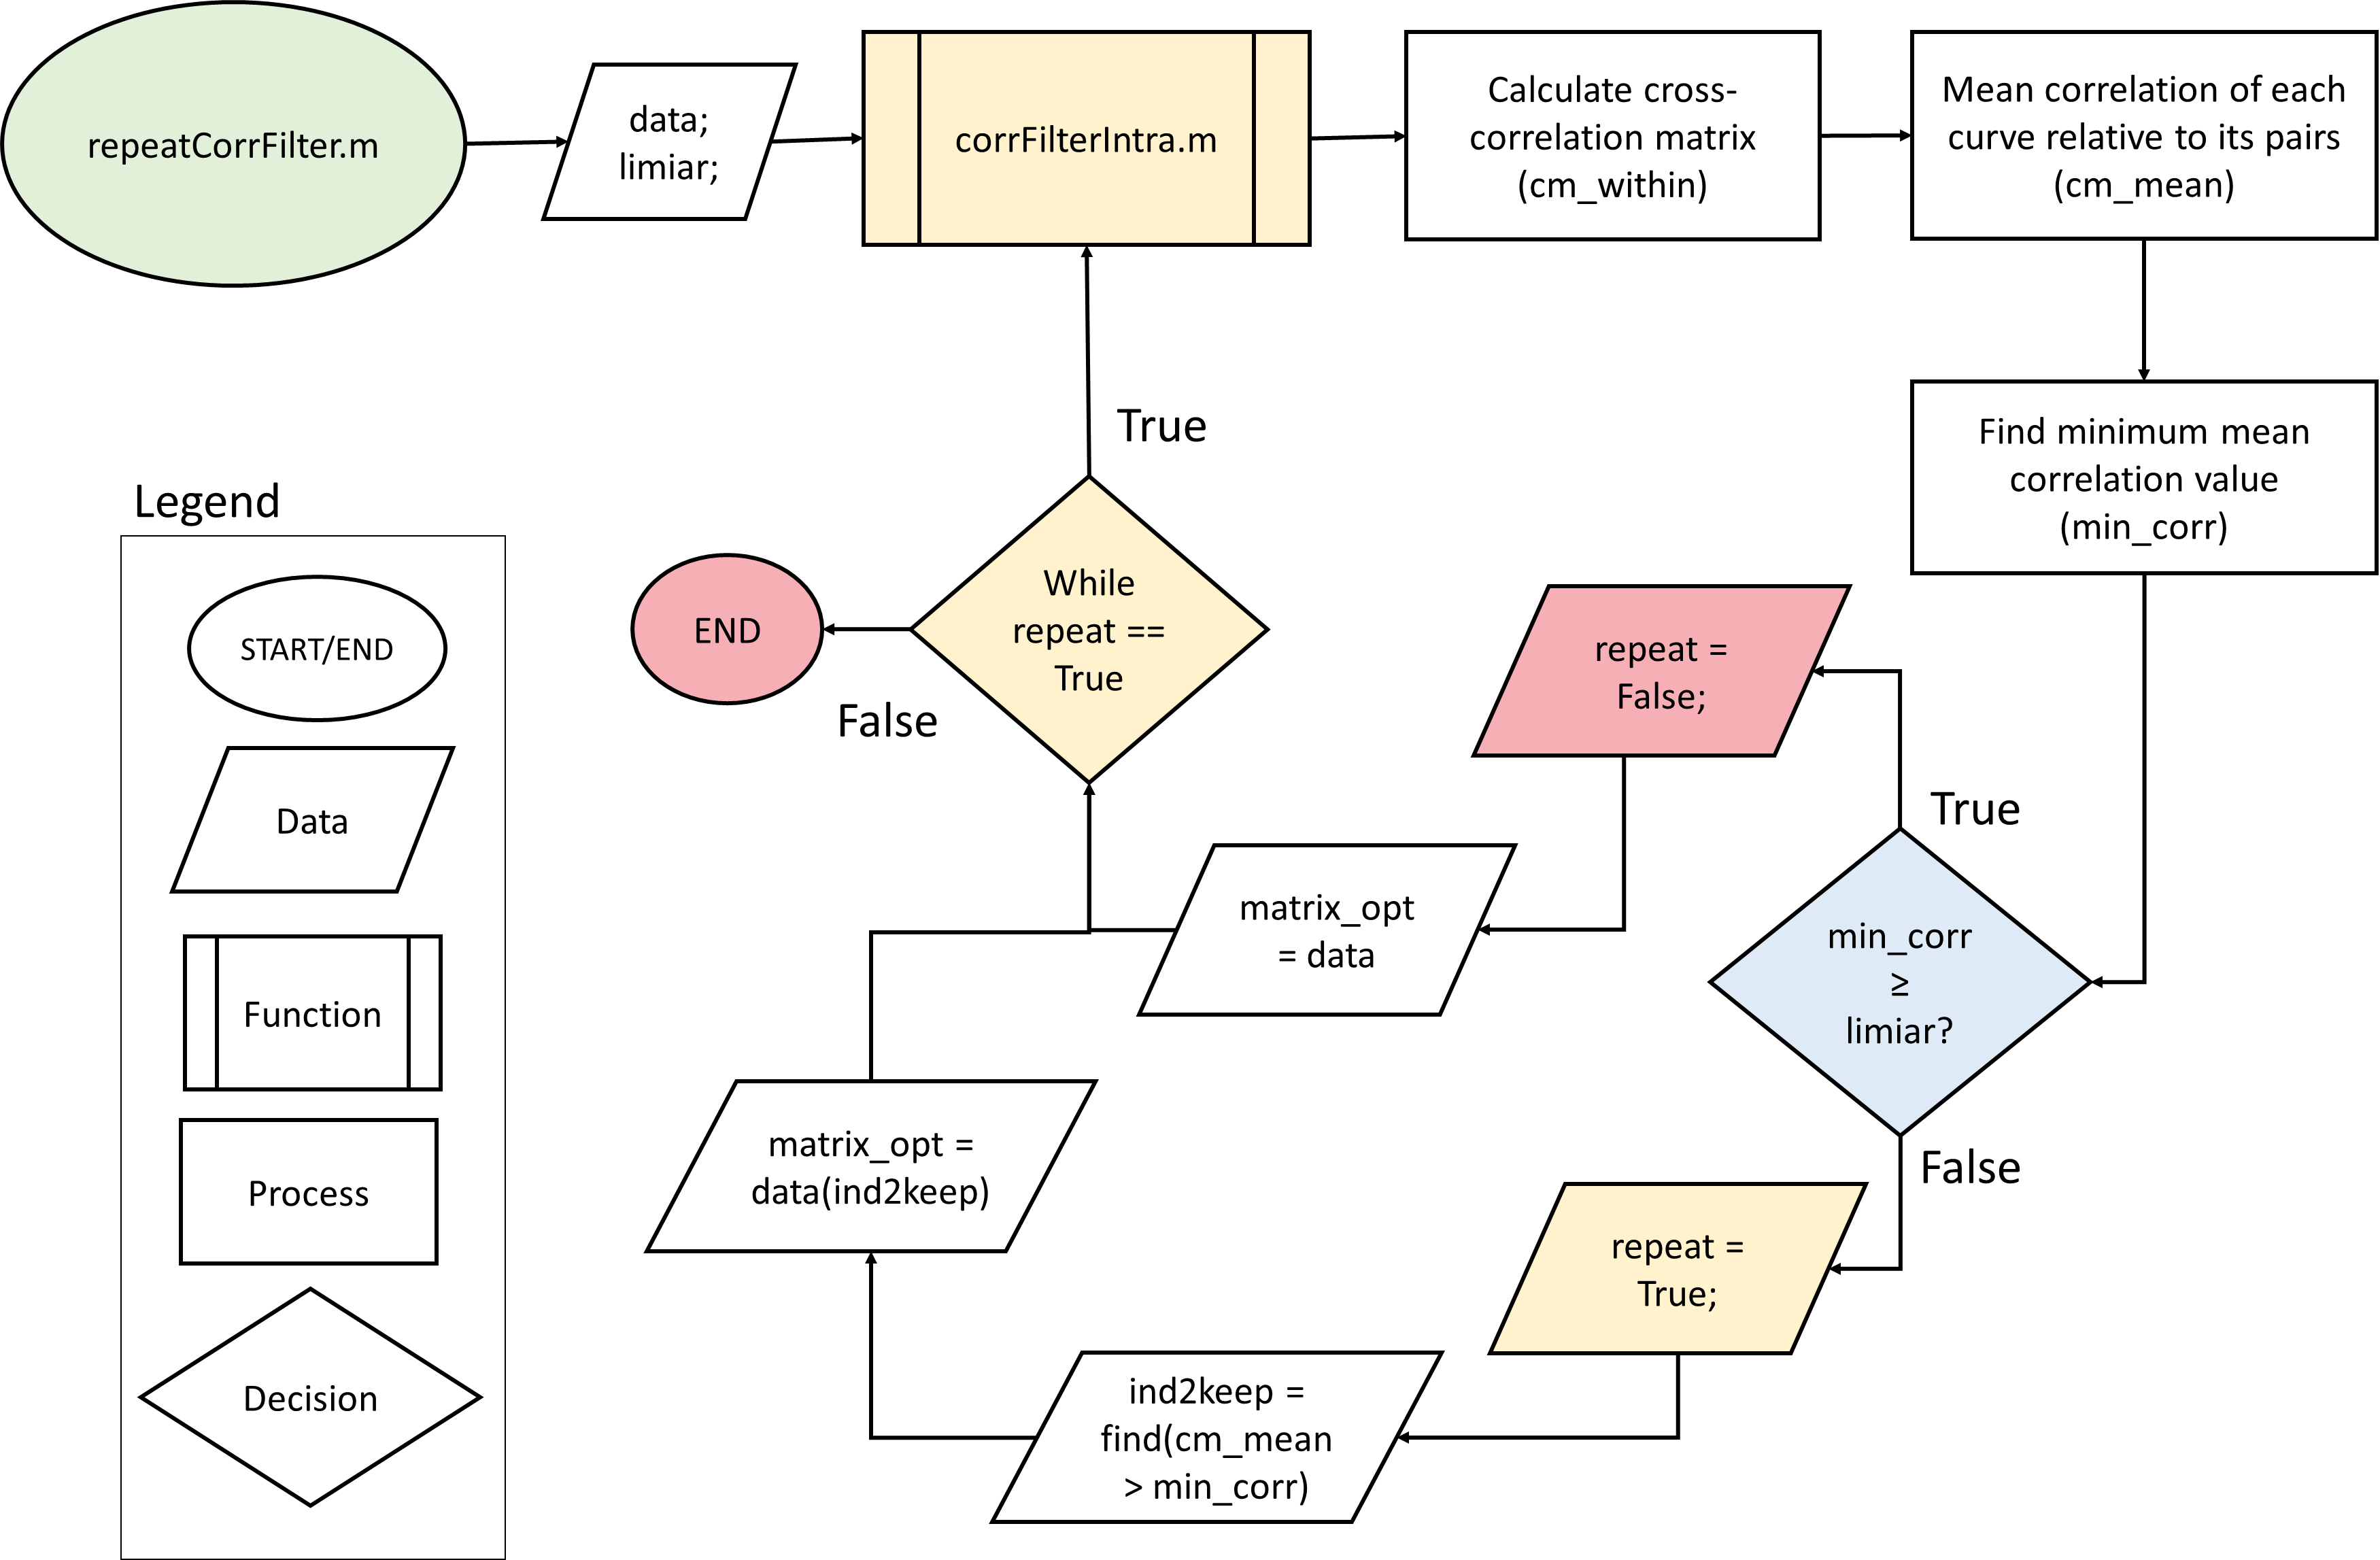 repeatCorrFilter.m
data;
limiar;
corrFilterIntra.m
Calculate cross-
correlation matrix
(cm_within)
Mean correlation of each
curve relative to its pairs
(cm_mean)
Find minimum mean
correlation value
(min_corr)
min_corr
≥
limiar?
True
repeat =
False;
matrix_opt
= data
False
repeat =
True;
ind2keep =
find(cm_mean
> min_corr)
matrix_opt =
data(ind2keep)
While
repeat ==
True
True
False
END
Legend
START/END
Data
Function
Process
Decision